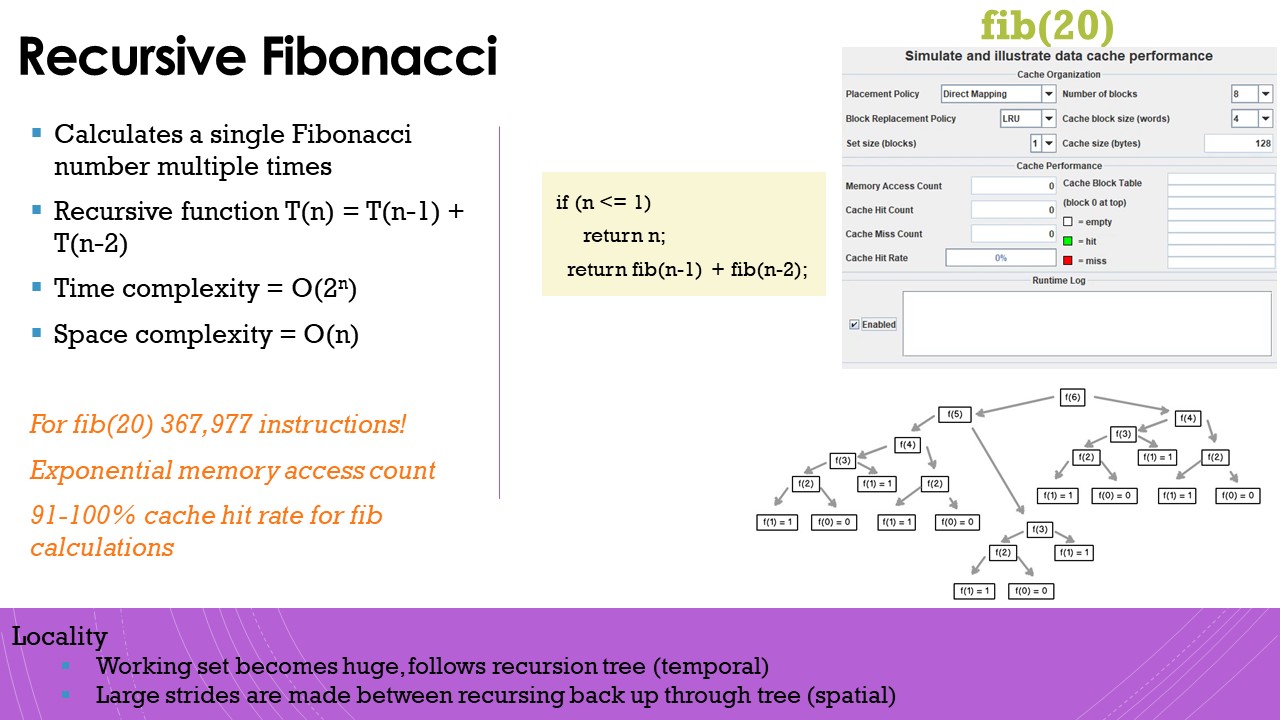 Recursive Fibonacci
▪ Calculates a single Fibonacci
number multiple times
▪ Recursive function T(n) = T(n-1) +
T(n-2)
▪ Time complexity = O(2ⁿ)
▪ Space complexity = O(n)
For fib(20) 367,977 instructions!
Exponential memory access count
91-100% cache hit rate for fib
calculations
if (n <= 1)
return n;
return fib(n-1) + fib(n-2);
fib(20)
Simulate and illustrate data cache performance
Cache Organization
Placement Policy Direct Mapping Number of blocks 8
Block Replacement Policy LRU Cache block size (words) 4
Set size (blocks) 1 Cache size (bytes) 128
Cache Performance
Memory Access Count 0 Cache Block Table
(block 0 at top)
Cache Hit Count 0
= empty
Cache Miss Count 0
= hit
Cache Hit Rate 0%
= miss
Runtime Log
Enabled
f(6)
f(5) f(4)
f(4) f(3)
f(3) f(2) f(1) = 1 f(2)
f(2) f(1) = 1 f(2)
f(1) = 1 f(0) = 0 f(1) = 1 f(0) = 0
f(1) = 1 f(0) = 0 f(1) = 1 f(0) = 0
f(3)
f(2) f(1) = 1
f(1) = 1 f(0) = 0
Locality
▪ Working set becomes huge, follows recursion tree (temporal)
▪ Large strides are made between recursing back up through tree (spatial)